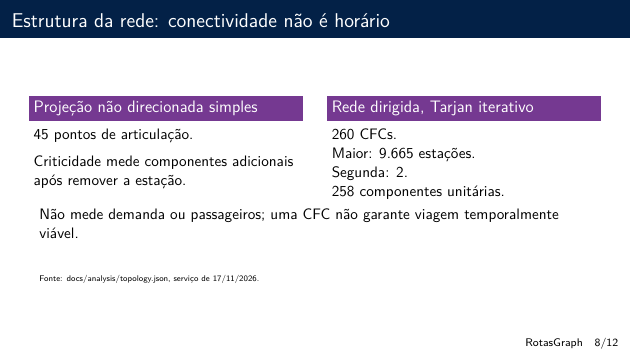 Estrutura da rede: conectividade não é horário
Projeção não direcionada simples
45 pontos de articulação.
Criticidade mede componentes adicionais
após remover a estação.
Rede dirigida, Tarjan iterativo
260 CFCs.
Maior: 9.665 estações.
Segunda: 2.
258 componentes unitárias.
Não mede demanda ou passageiros; uma CFC não garante viagem temporalmente
viável.
Fonte: docs/analysis/topology.json, serviço de 17/11/2026.
RotasGraph 8/12